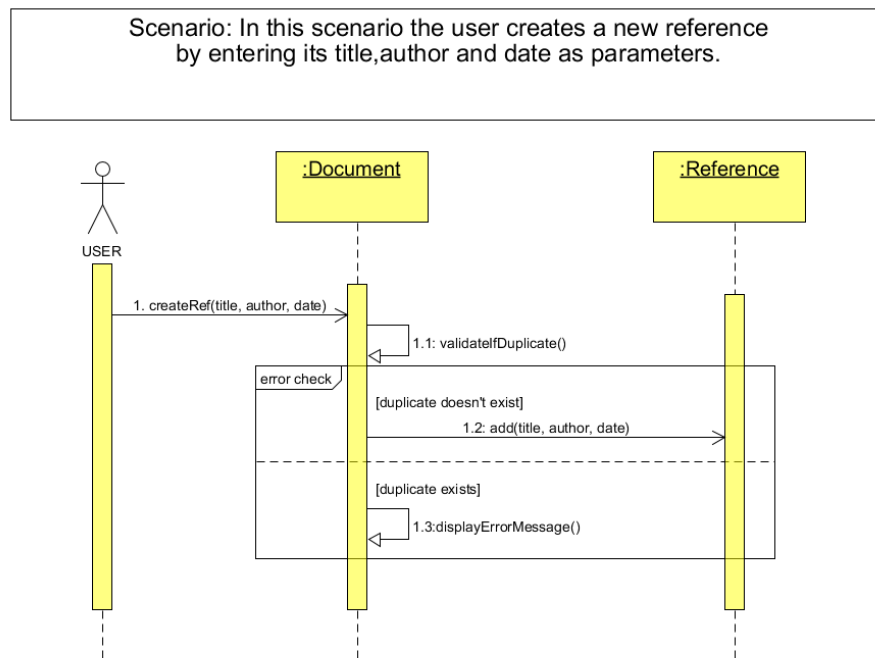 Scenario: In this scenario the user creates a new reference
by entering its title,author and date as parameters.
:Document
:Reference
USER
1. createRef(title, author, date)
1.1: validateIfDuplicate()
error check
[duplicate doesn't exist]
1.2: add(title, author, date)
[duplicate exists]
1.3:displayErrorMessage()